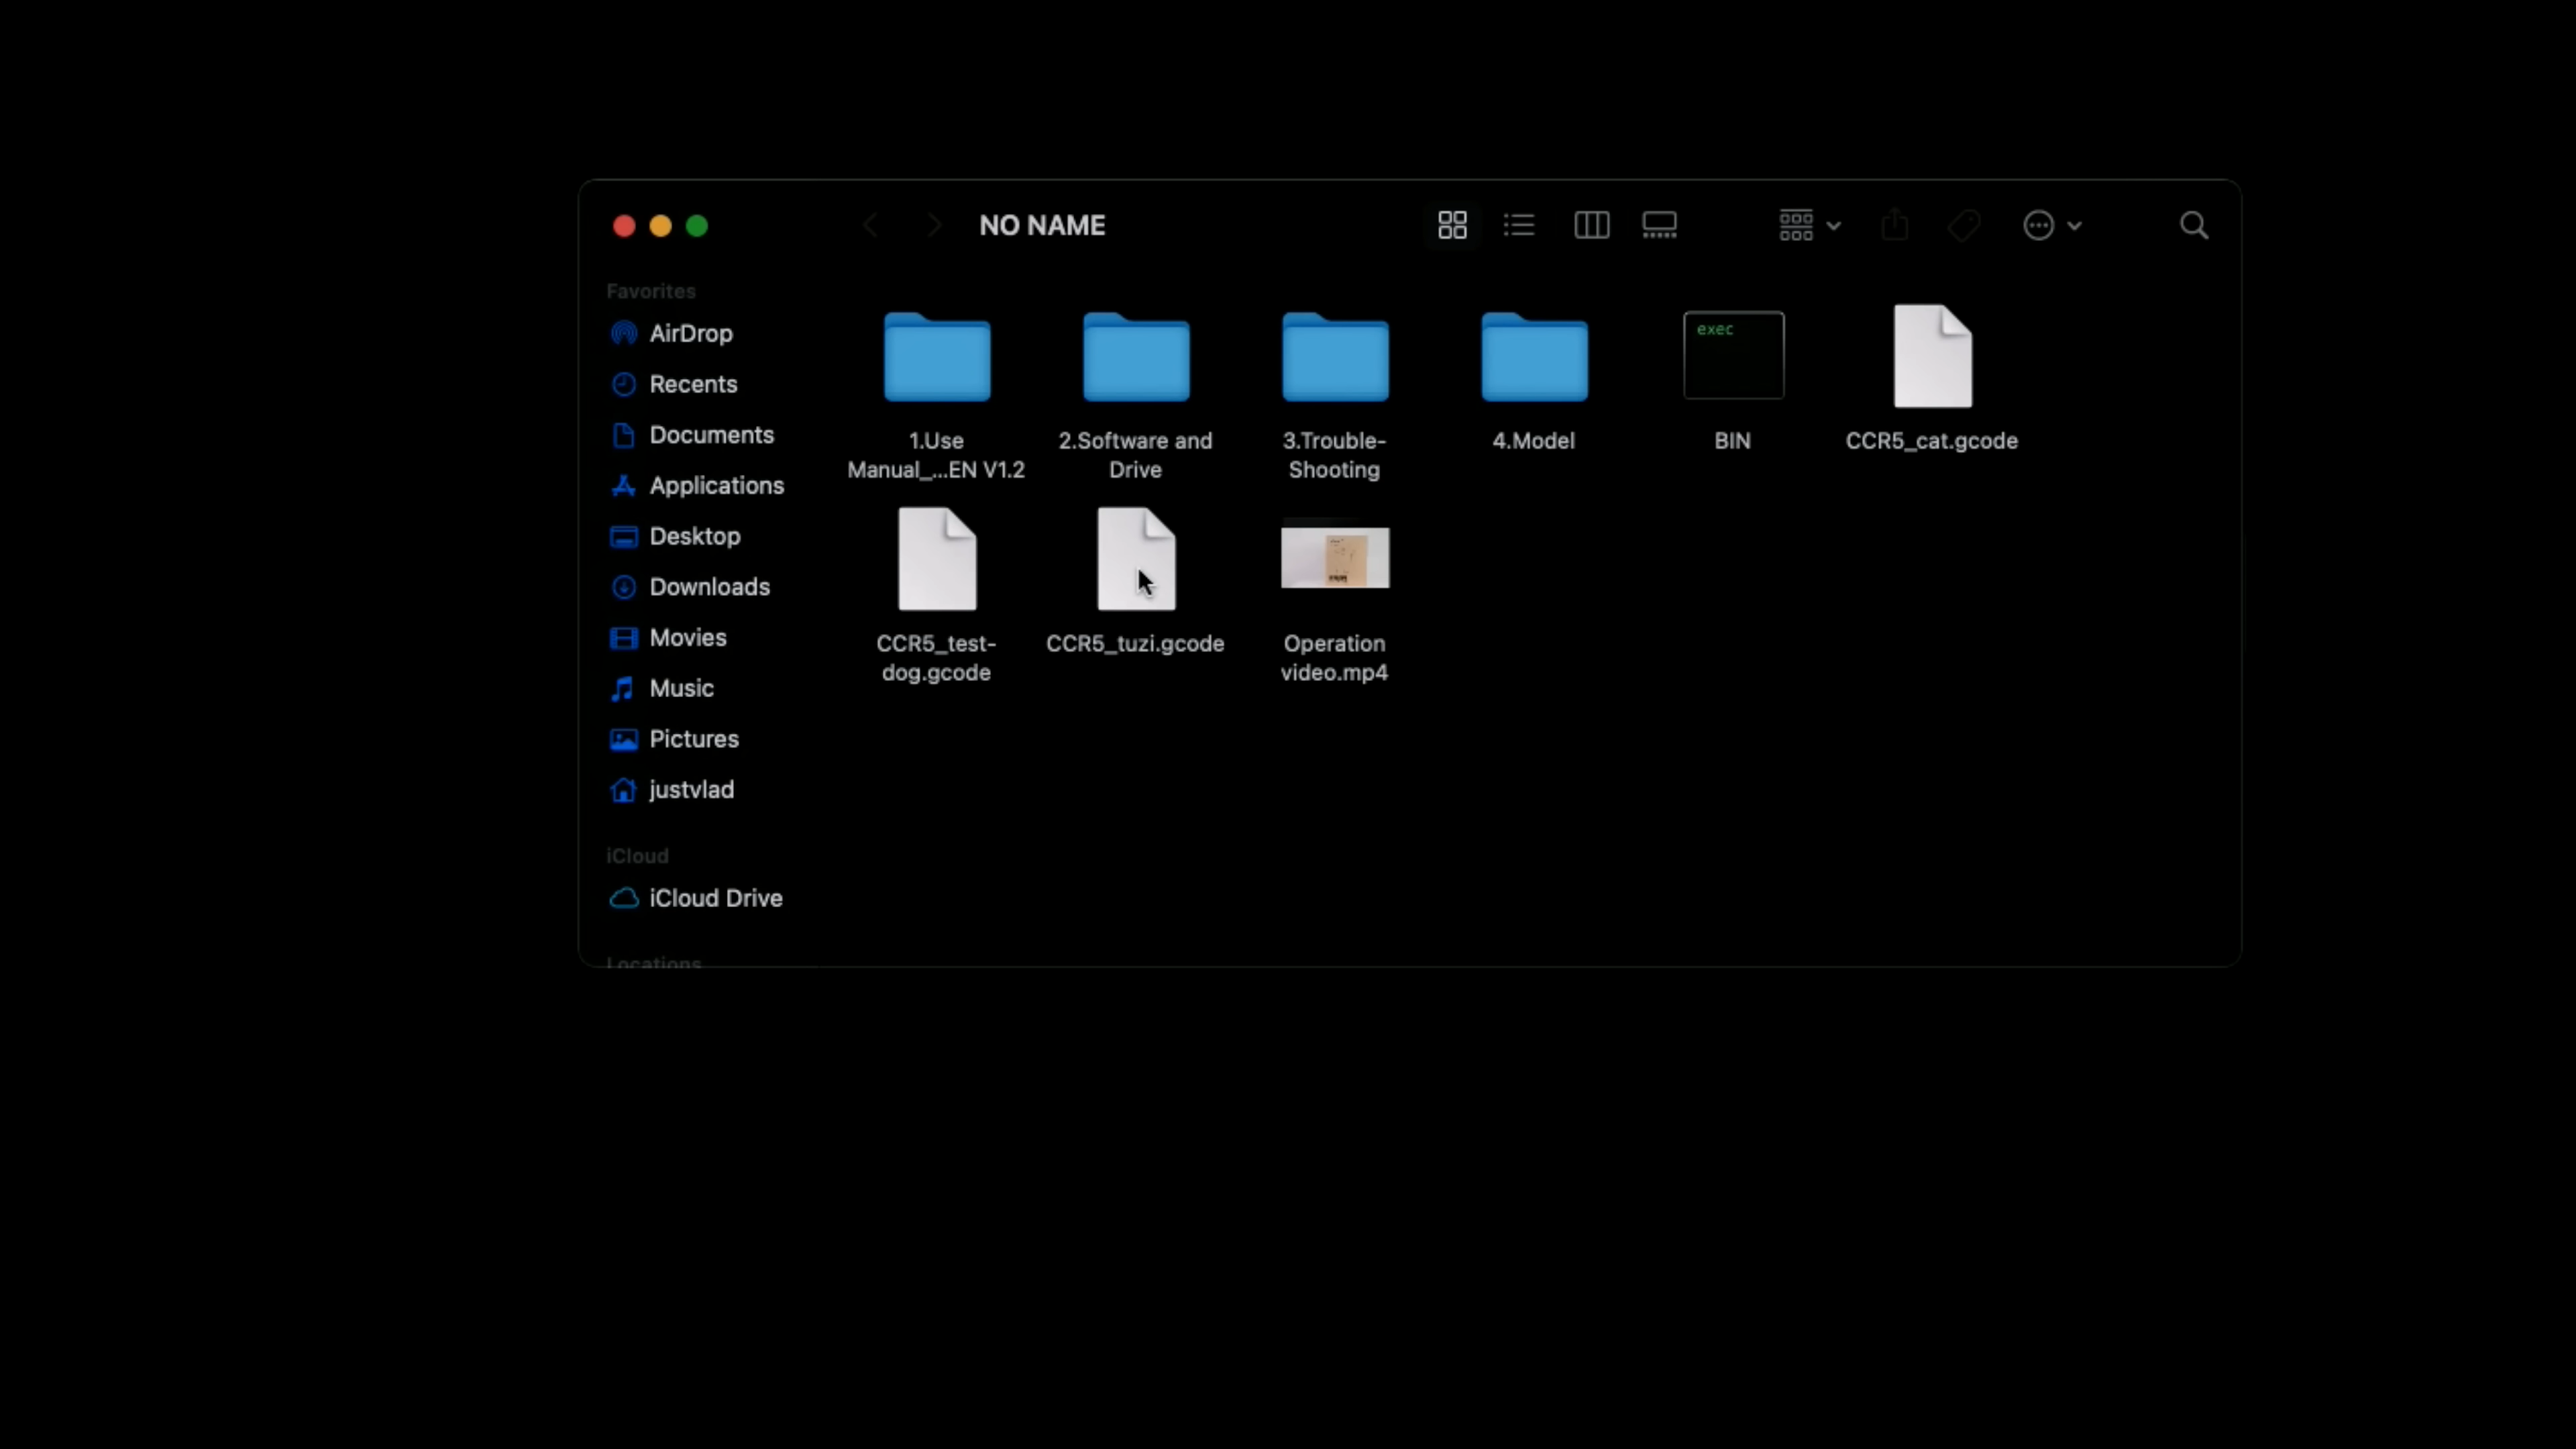 NO NAME
Favorites
AirDrop
Recents
Documents
Applications
Desktop
Downloads
Movies
Music
Pictures
justvlad
iCloud
iCloud Drive
Locations
1.Use
Manual_...EN V1.2
2.Software and
Drive
3.Trouble-
Shooting
4.Model
exec
BIN
CCR5_cat.gcode
CCR5_test-
dog.gcode
CCR5_tuzi.gcode
Operation
video.mp4